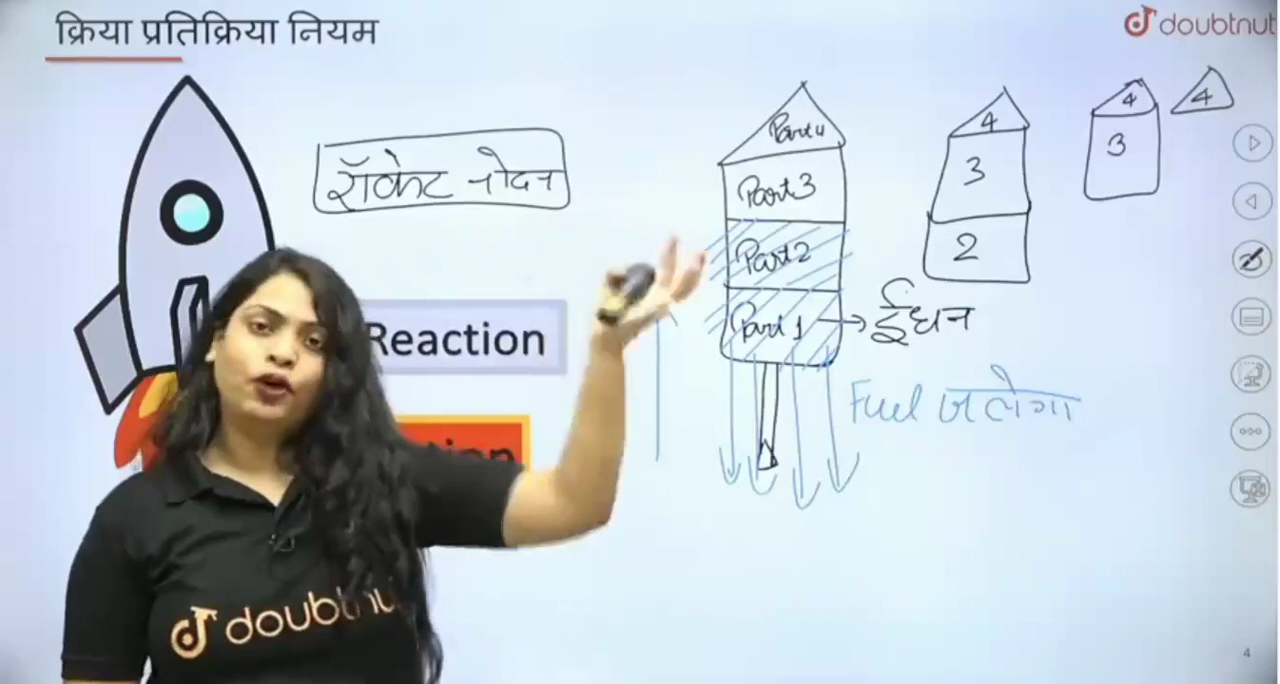 क्रिया प्रतिक्रिया नियम
doubtnut
रॉकेट नोदन
Part 4
Part 3
Part 2
Part 1
ईंधन
Fuel जलेगा
4
3
2
4
3
4
Reaction
doubtnu
4